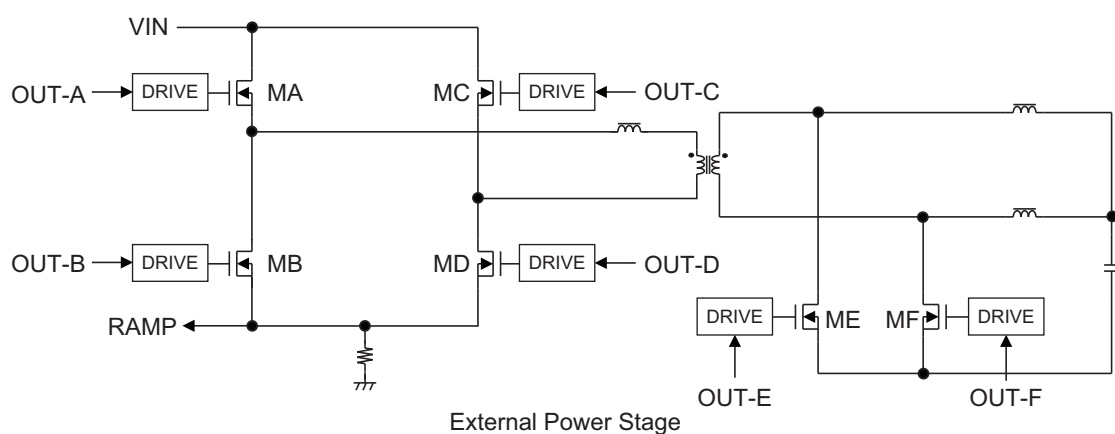 VIN
OUT-A
DRIVE
MA
MC
DRIVE
OUT-C
OUT-B
DRIVE
MB
MD
DRIVE
OUT-D
RAMP
DRIVE
ME
MF
DRIVE
OUT-E
OUT-F
External Power Stage